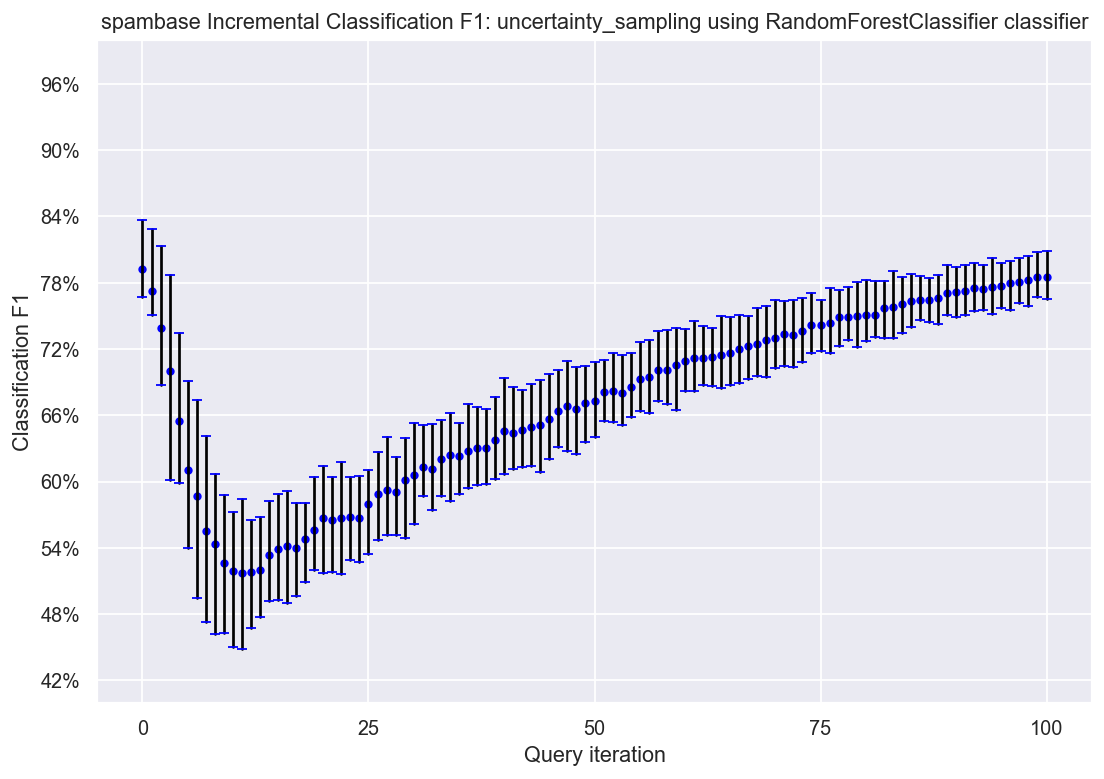 spambase Incremental Classification F1: uncertainty_sampling using RandomForestClassifier classifier
96%
90%
84%
78%
72%
66%
60%
54%
48%
42%
Classification F1
0 25 50 75 100
Query iteration